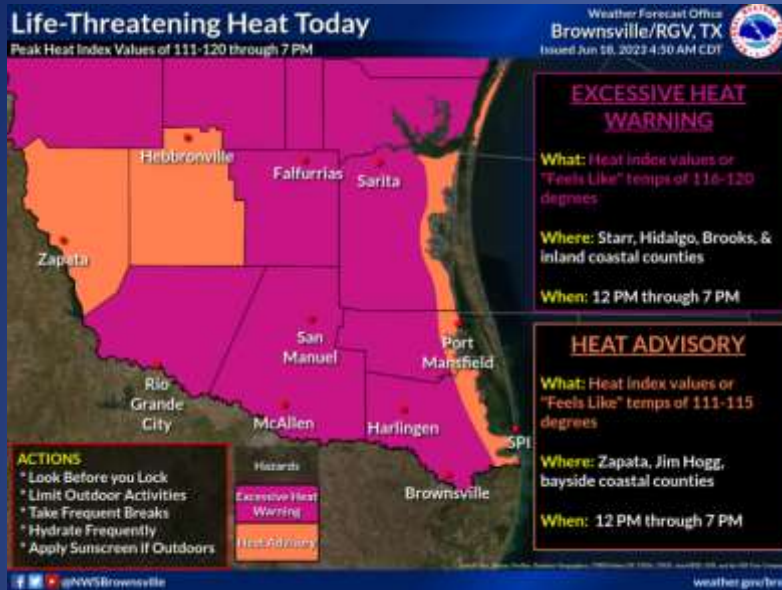 Life-Threatening Heat Today
Peak Heat Index Values of 111-120 through 7 PM
Weather Forecast Office
Brownsville/RGV, TX
Issued Jun 18, 2023 4:50 AM CDT
Hebbronville
Falfurrias
Sarita
Zapata
San
Manuel
Port
Mansfield
Rio
Grande
City
McAllen
Harlingen
SPI
Brownsville
EXCESSIVE HEAT
WARNING
What: Heat index values or
"Feels Like" temps of 116-120
degrees
Where: Starr, Hidalgo, Brooks, &
inland coastal counties
When: 12 PM through 7 PM
HEAT ADVISORY
What: Heat index values or
"Feels Like" temps of 111-115
degrees
Where: Zapata, Jim Hogg,
bayside coastal counties
When: 12 PM through 7 PM
ACTIONS
* Look Before you Lock
* Limit Outdoor Activities
* Take Frequent Breaks
* Hydrate Frequently
* Apply Sunscreen if Outdoors
Hazards
Excessive Heat
Warning
Heat Advisory
@NWSBrownsville
weather.gov/bro